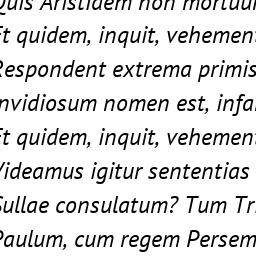 Quis Aristidem non mortuu
Et quidem, inquit, vehement
Respondent extrema primis
Invidiosum nomen est, infa
Et quidem, inquit, vehement
Videamus igitur sententias
Sullae consulatum? Tum Tri
Paulum, cum regem Persem